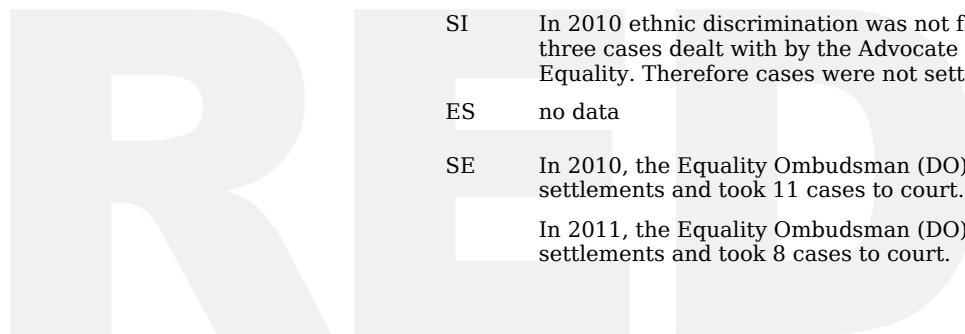 RED
SI In 2010 ethnic discrimination was not
three cases dealt with by the Advocate
Equality. Therefore cases were not
ES no data
SE In 2010, the Equality Ombudsman (DO)
settlements and took 11 cases to court.
In 2011, the Equality Ombudsman (DO)
settlements and took 8 cases to court.